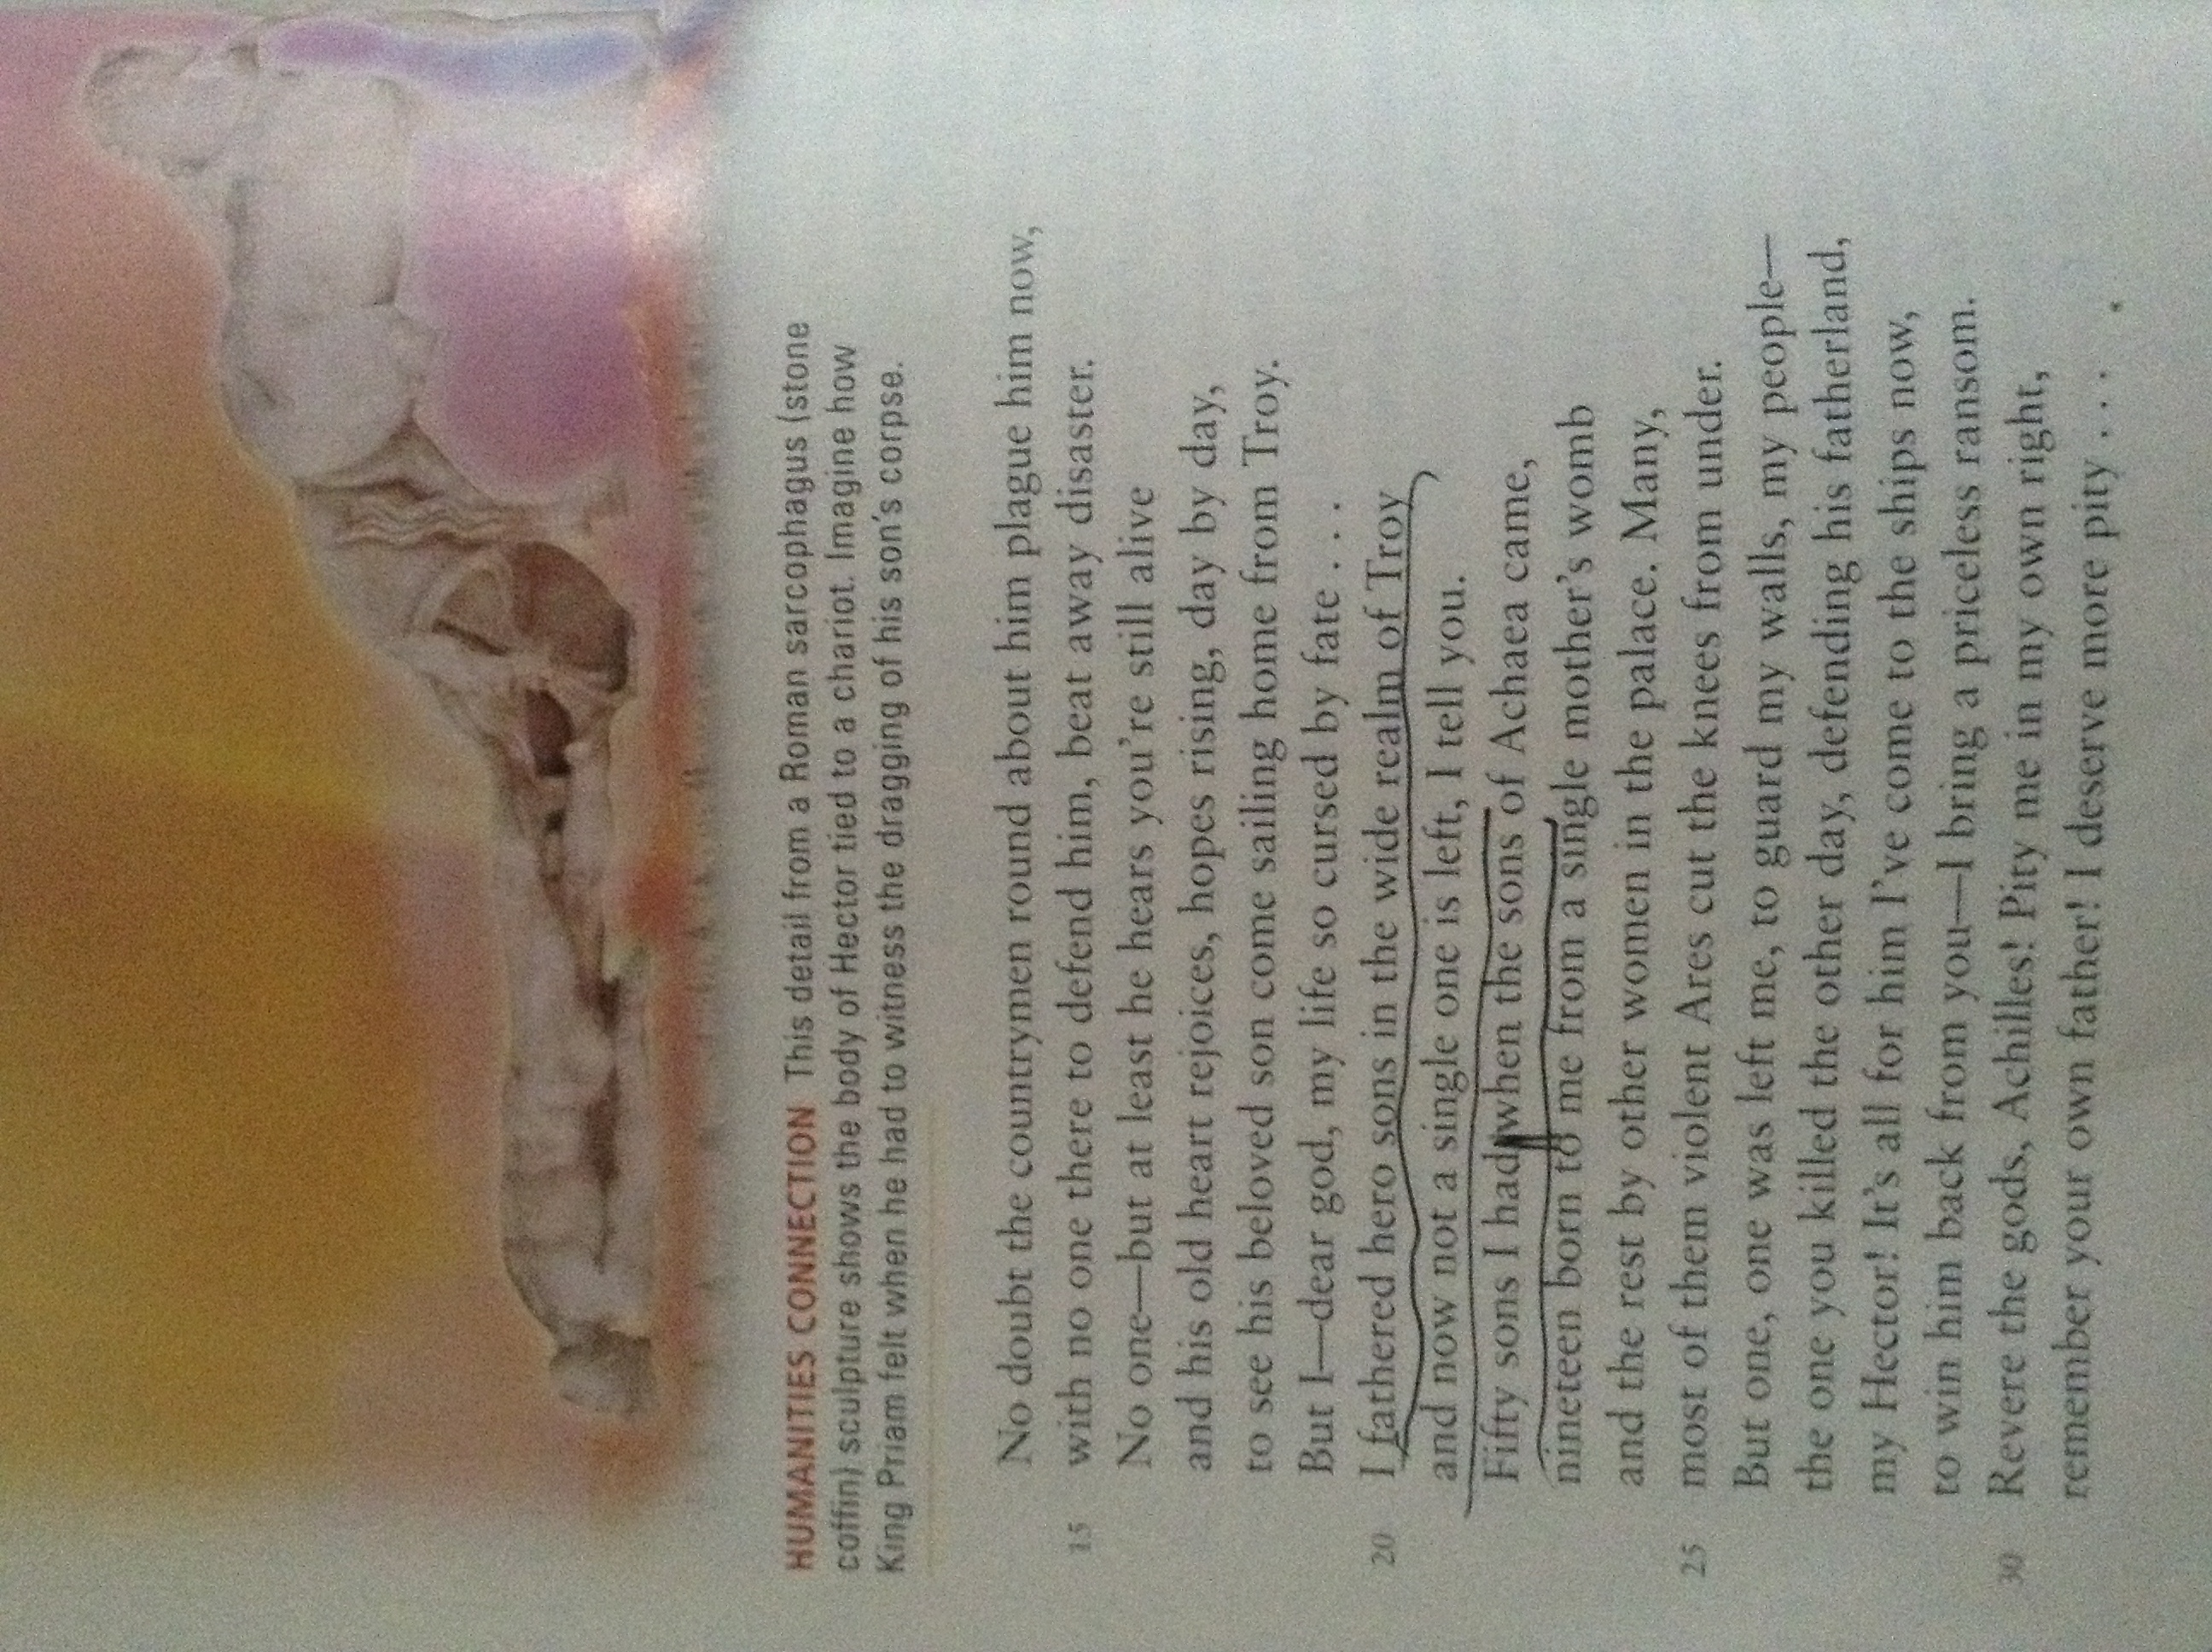 HUMANITIES CONNECTION This detail from a Roman sarcophagus (stone
coffin) sculpture shows the body of Hector tied to a chariot. Imagine how
King Priam felt when he had to witness the dragging of his son's corpse.
No doubt the countrymen round about him plague him now,
15 with no one there to defend him, beat away disaster.
No one—but at least he hears you're still alive
and his old heart rejoices, hopes rising, day by day,
to see his beloved son come sailing home from Troy.
But I—dear god, my life so cursed by fate . . .
20 I fathered hero sons in the wide realm of Troy
and now not a single one is left, I tell you.
Fifty sons I had when the sons of Achaea came,
nineteen born to me from a single mother's womb
and the rest by other women in the palace. Many,
25 most of them violent Ares cut the knees from under.
But one, one was left me, to guard my walls, my people—
the one you killed the other day, defending his fatherland,
my Hector! It's all for him I've come to the ships now,
to win him back from you—I bring a priceless ransom.
30 Revere the gods, Achilles! Pity me in my own right,
remember your own father! I deserve more pity . . .